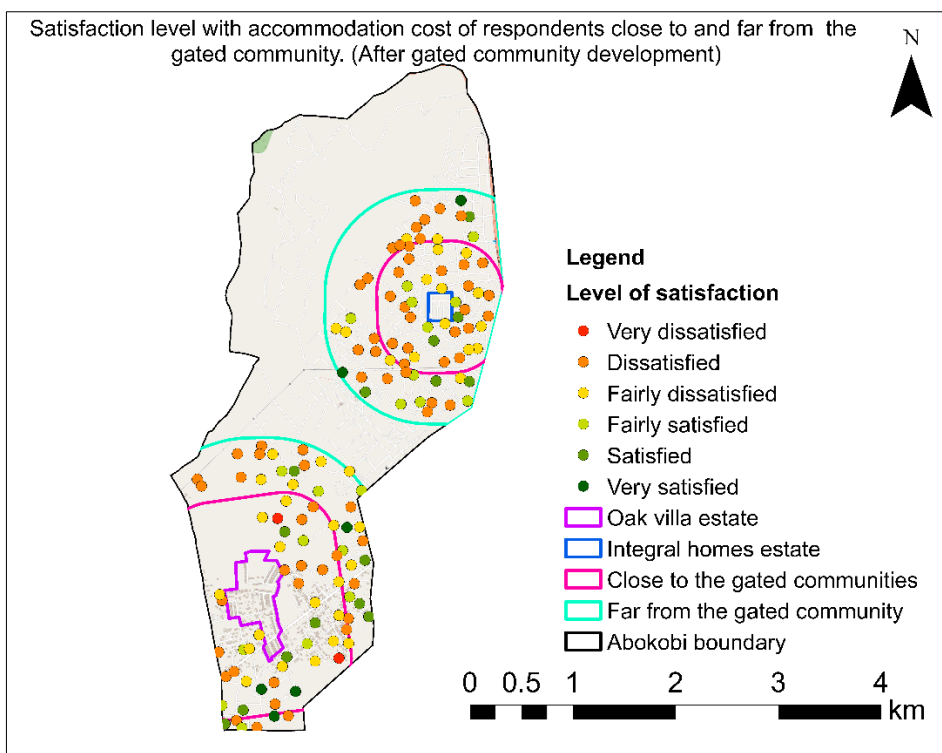 Satisfaction level with accommodation cost of respondents close to and far from the
gated community. (After gated community development)
N
Legend
Level of satisfaction
Very dissatisfied
Dissatisfied
Fairly dissatisfied
Fairly satisfied
Satisfied
Very satisfied
Oak villa estate
Integral homes estate
Close to the gated communities
Far from the gated community
Abokobi boundary
0 0.5 1 2 3 4
km